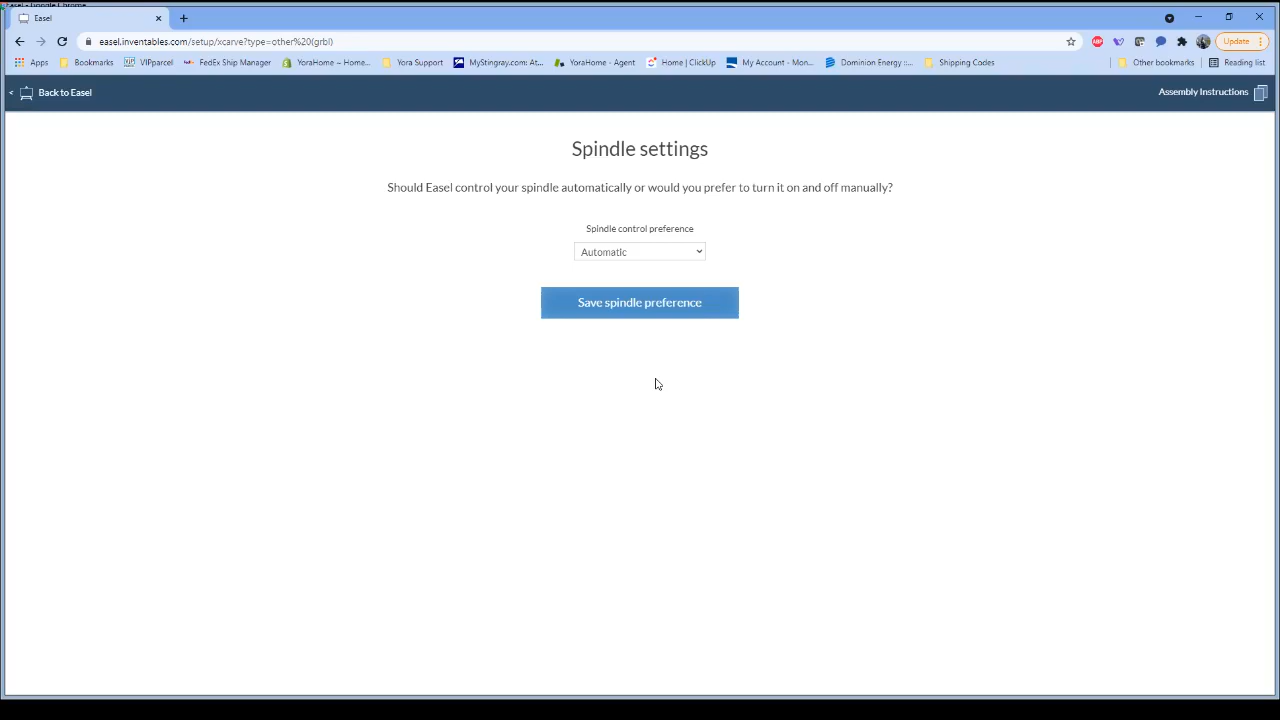 Easel - Google Chrome
Easel
easel.inventables.com/setup/xcarve?type=other%20(grbl)
Update
Apps
Bookmarks
VIPparcel
FedEx Ship Manager
YoraHome ~ Home...
Yora Support
MyStingray.com: At...
YoraHome - Agent
Home | ClickUp
My Account - Mon...
Dominion Energy ::...
Shipping Codes
Other bookmarks
Reading list
< Back to Easel
Assembly Instructions
Spindle settings
Should Easel control your spindle automatically or would you prefer to turn it on and off manually?
Spindle control preference
Automatic
Save spindle preference